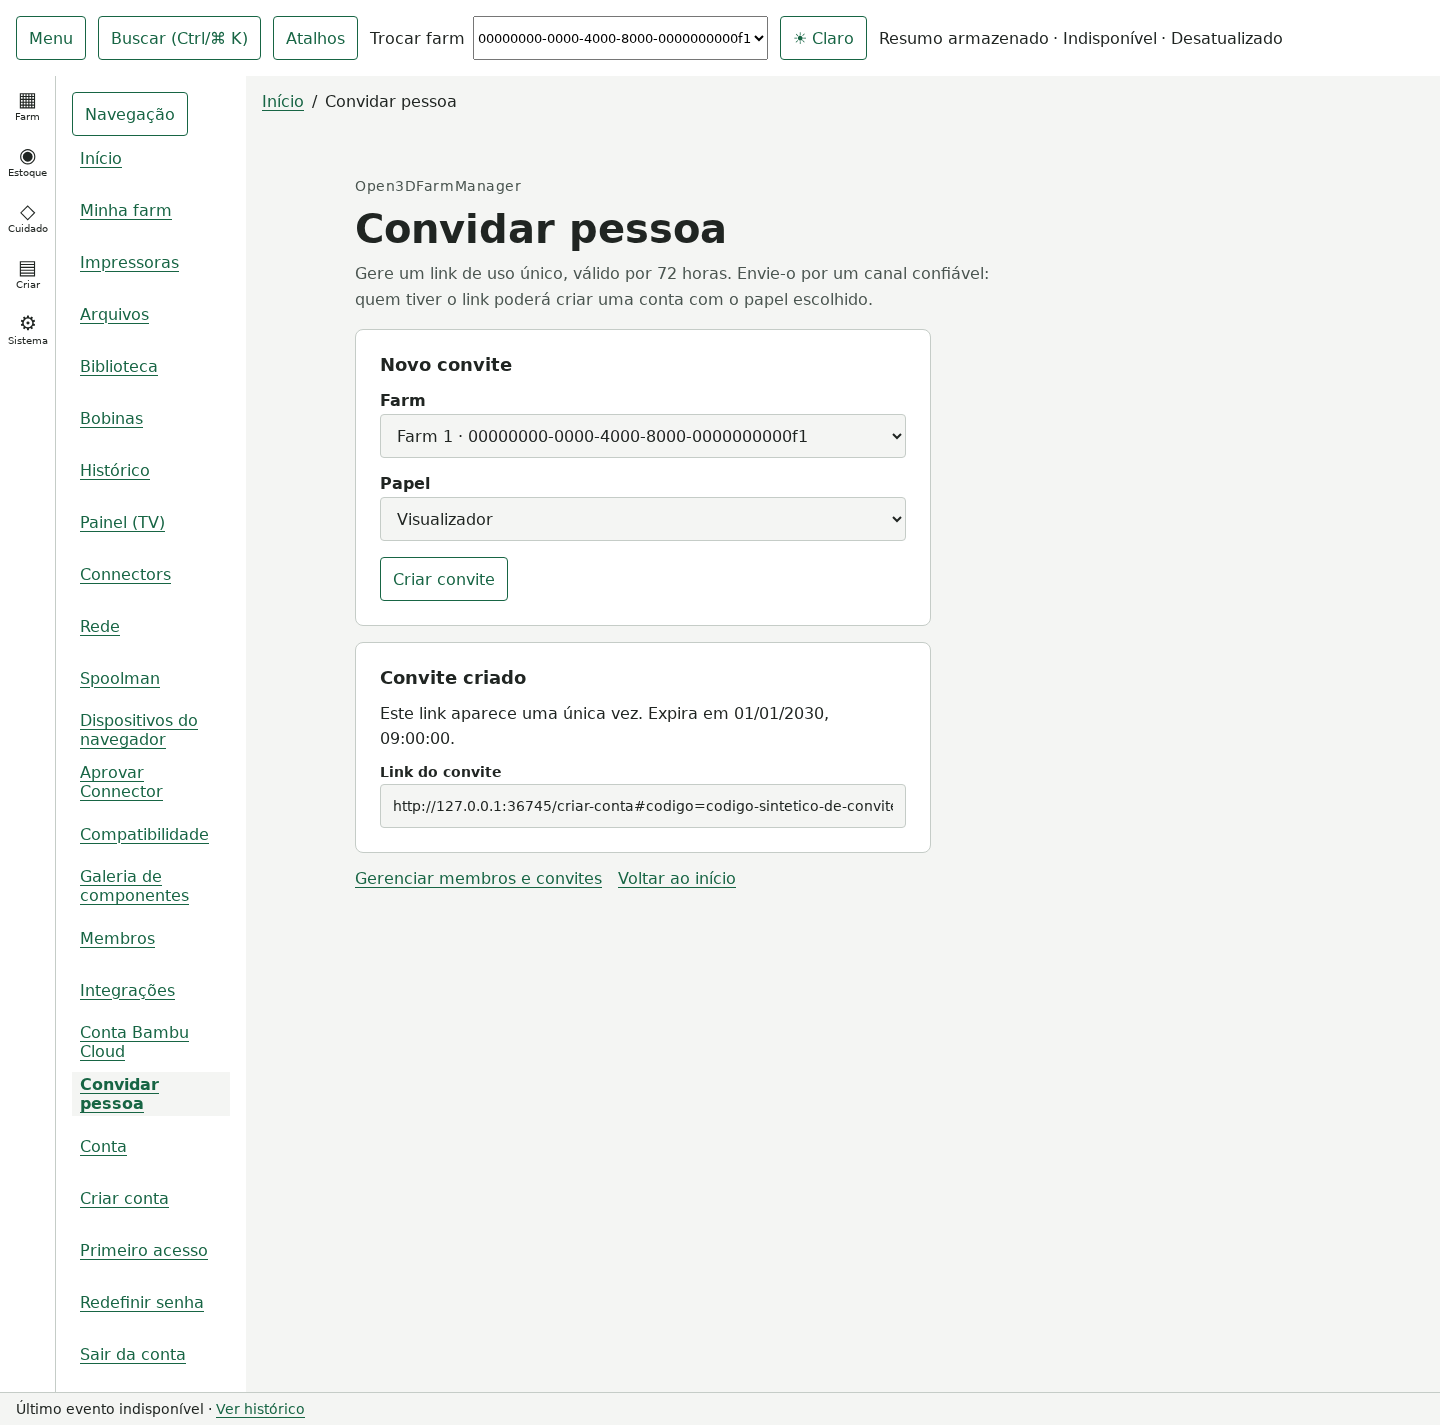 Menu
Buscar (Ctrl/⌘ K)
Atalhos
Trocar farm
00000000-0000-4000-8000-0000000000f1
☀ Claro
Resumo armazenado · Indisponível · Desatualizado
Farm
Estoque
Cuidado
Criar
Sistema
Navegação
Início
Minha farm
Impressoras
Arquivos
Biblioteca
Bobinas
Histórico
Painel (TV)
Connectors
Rede
Spoolman
Dispositivos do
navegador
Aprovar
Connector
Compatibilidade
Galeria de
componentes
Membros
Integrações
Conta Bambu
Cloud
Convidar
pessoa
Conta
Criar conta
Primeiro acesso
Redefinir senha
Sair da conta
Início / Convidar pessoa
Open3DFarmManager
Convidar pessoa
Gere um link de uso único, válido por 72 horas. Envie-o por um canal confiável:
quem tiver o link poderá criar uma conta com o papel escolhido.
Novo convite
Farm
Farm 1 · 00000000-0000-4000-8000-0000000000f1
Papel
Visualizador
Criar convite
Convite criado
Este link aparece uma única vez. Expira em 01/01/2030,
09:00:00.
Link do convite
http://127.0.0.1:36745/criar-conta#codigo=codigo-sintetico-de-convite
Gerenciar membros e convites
Voltar ao início
Último evento indisponível · Ver histórico